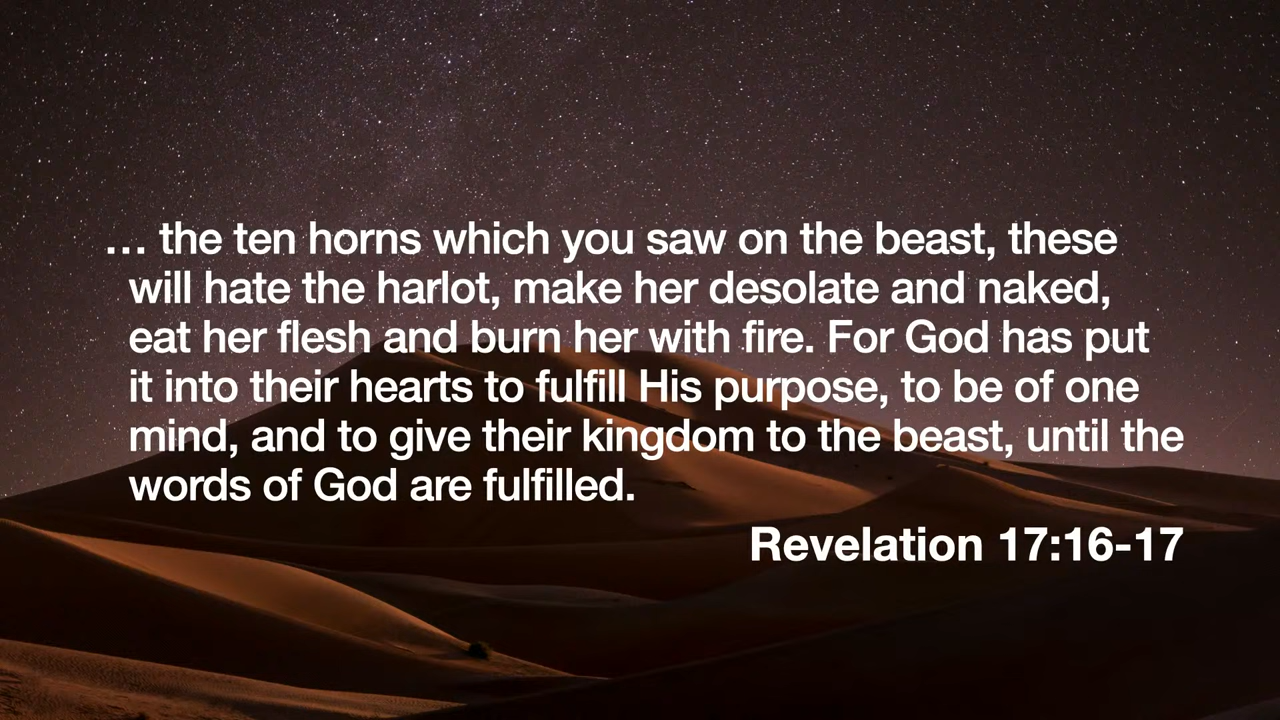 … the ten horns which you saw on the beast, these
will hate the harlot, make her desolate and naked,
eat her flesh and burn her with fire. For God has put
it into their hearts to fulfill His purpose, to be of one
mind, and to give their kingdom to the beast, until the
words of God are fulfilled.
Revelation 17:16-17